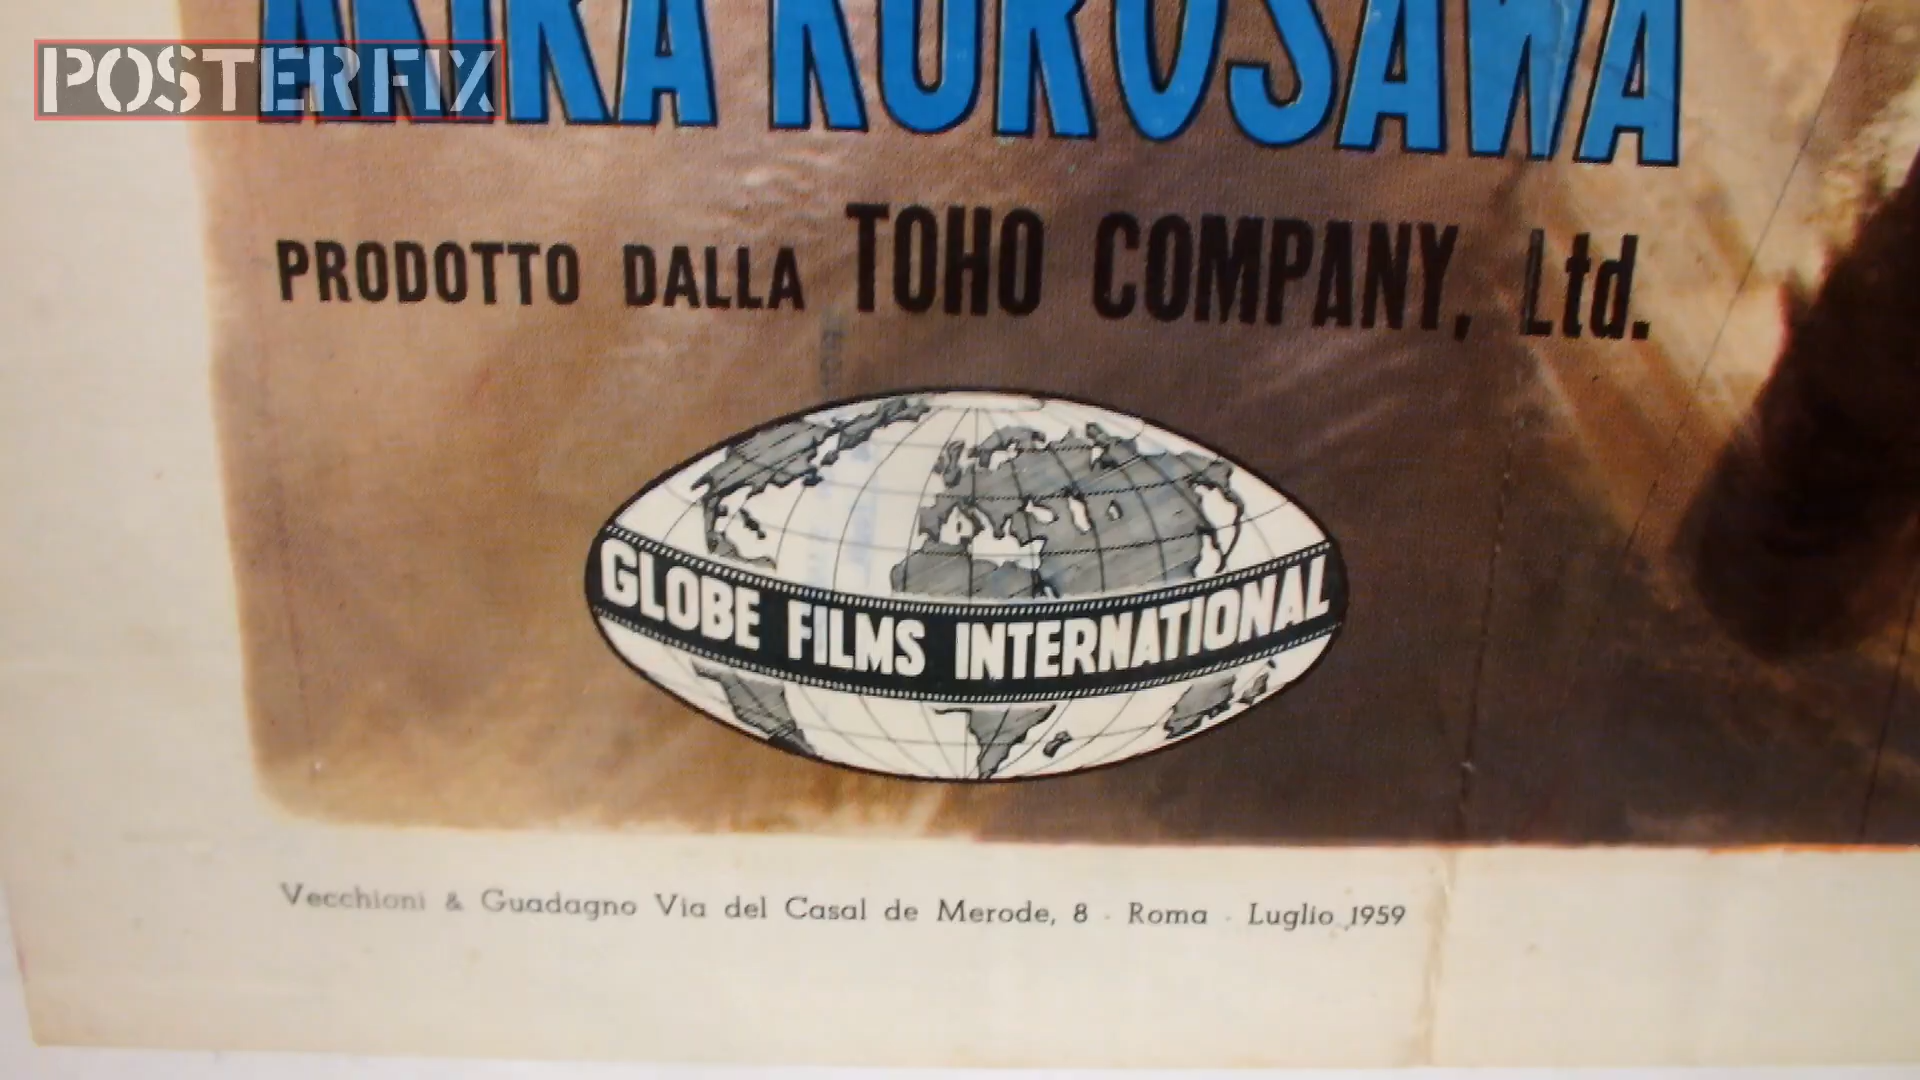 POSTERFIX
AKIRA KUROSAWA
PRODOTTO DALLA TOHO COMPANY, Ltd.
GLOBE FILMS INTERNATIONAL
Vecchioni & Guadagno Via del Casal de Merode, 8 - Roma - Luglio 1959